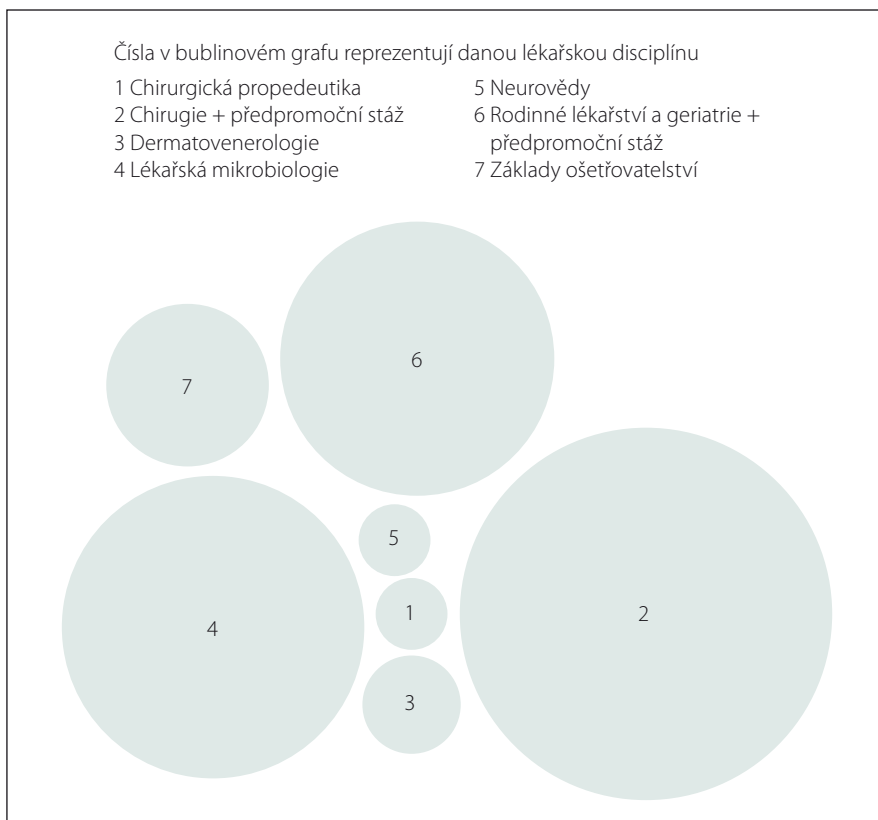 Čísla v bublinovém grafu reprezentují danou lékařskou disciplínu
1 Chirurgická propedeutika
2 Chirugie + předpromoční stáž
3 Dermatovenerologie
4 Lékařská mikrobiologie
5 Neurovědy
6 Rodinné lékařství a geriatrie +
předpromoční stáž
7 Základy ošetřovatelství
6
7
5
1
2
4
3